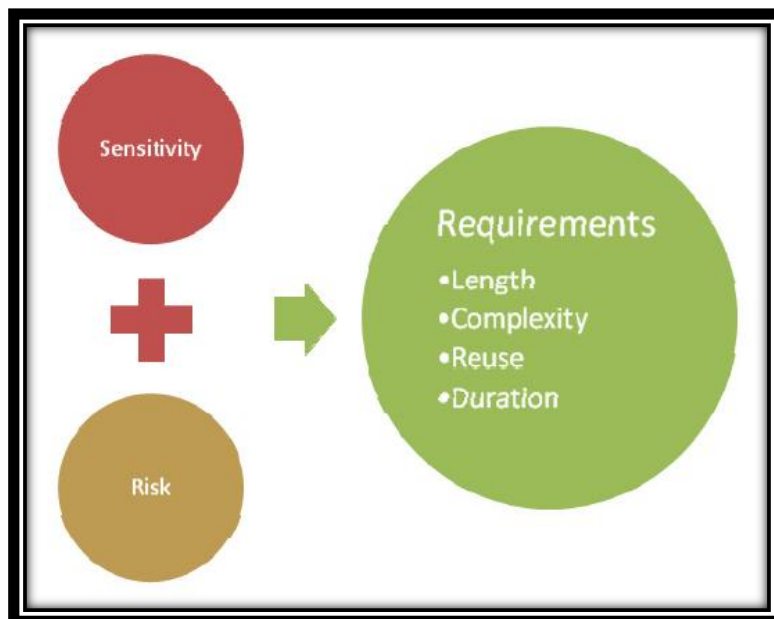 Sensitivity
Risk
Requirements
•Length
•Complexity
•Reuse
•Duration